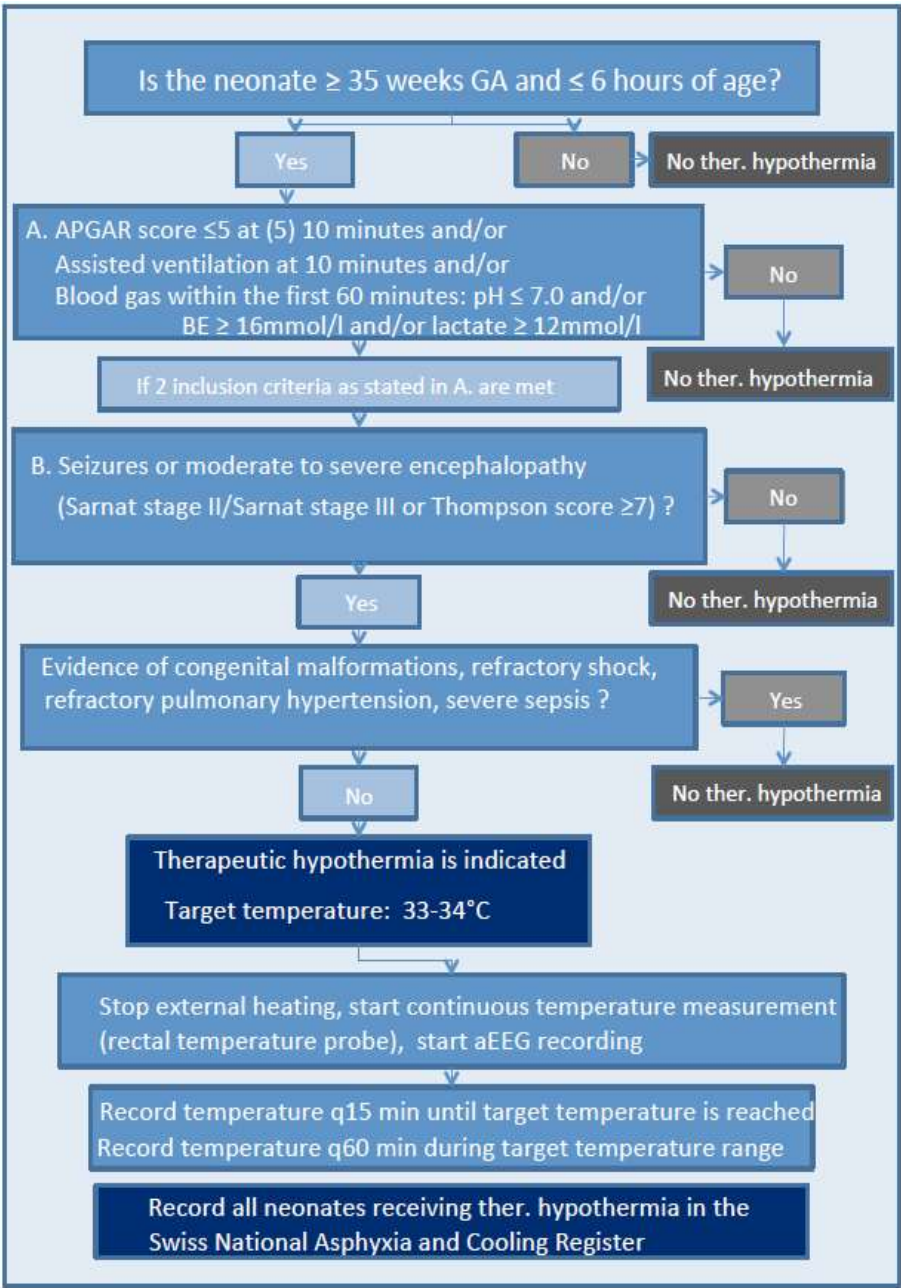 Is the neonate ≥ 35 weeks GA and ≤ 6 hours of age?
Yes
No
No ther. hypothermia
A. APGAR score ≤5 at (5) 10 minutes and/or
Assisted ventilation at 10 minutes and/or
Blood gas within the first 60 minutes: pH ≤ 7.0 and/or
BE ≥ 16mmol/l and/or lactate ≥ 12mmol/l
No
No ther. hypothermia
If 2 inclusion criteria as stated in A. are met
B. Seizures or moderate to severe encephalopathy
(Sarnat stage II/Sarnat stage III or Thompson score ≥7) ?
No
No ther. hypothermia
Yes
Evidence of congenital malformations, refractory shock,
refractory pulmonary hypertension, severe sepsis ?
Yes
No ther. hypothermia
No
Therapeutic hypothermia is indicated
Target temperature: 33-34°C
Stop external heating, start continuous temperature measurement
(rectal temperature probe), start aEEG recording
Record temperature q15 min until target temperature is reached
Record temperature q60 min during target temperature range
Record all neonates receiving ther. hypothermia in the
Swiss National Asphyxia and Cooling Register